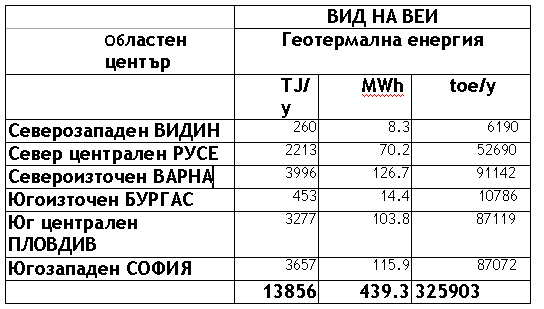 ВИД НА ВЕИ
Областен център Геотермална енергия
TJ/y MWh toe/y
Северозападен ВИДИН 260 8.3 6190
Север централен РУСЕ 2213 70.2 52690
Североизточен ВАРНА 3996 126.7 91142
Югоизточен БУРГАС 453 14.4 10786
Юг централен ПЛОВДИВ 3277 103.8 87119
Югозападен СОФИЯ 3657 115.9 87072
13856 439.3 325903